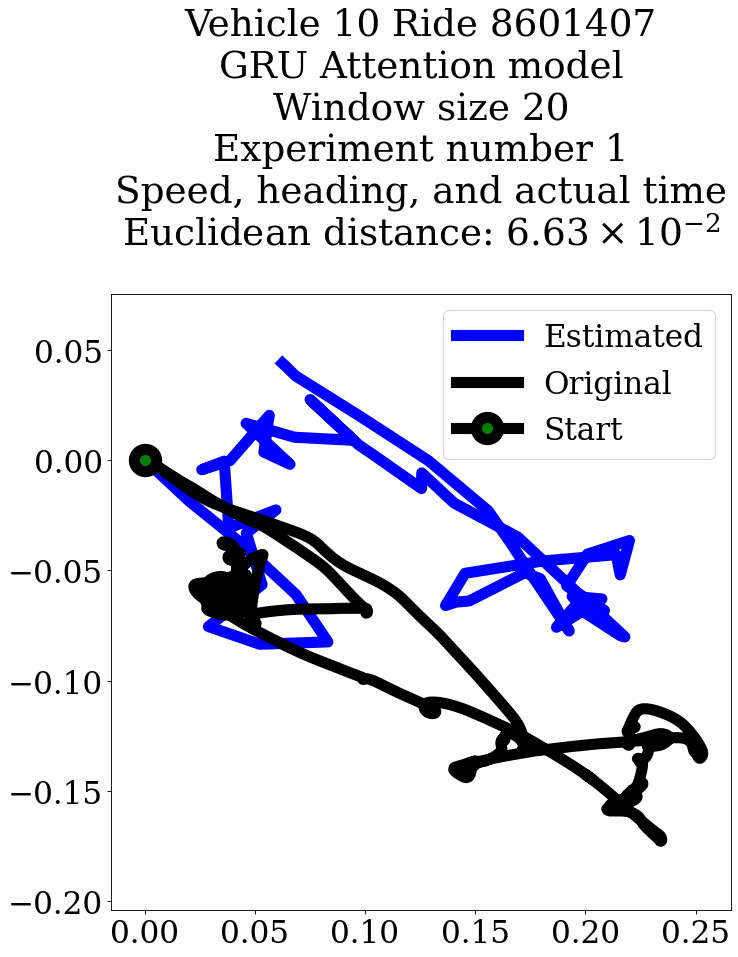 Vehicle 10 Ride 8601407
GRU Attention model
Window size 20
Experiment number 1
Speed, heading, and actual time
Euclidean distance: 6.63 × 10⁻²
Estimated
Original
Start
0.05
0.00
−0.05
−0.10
−0.15
−0.20
0.00 0.05 0.10 0.15 0.20 0.25